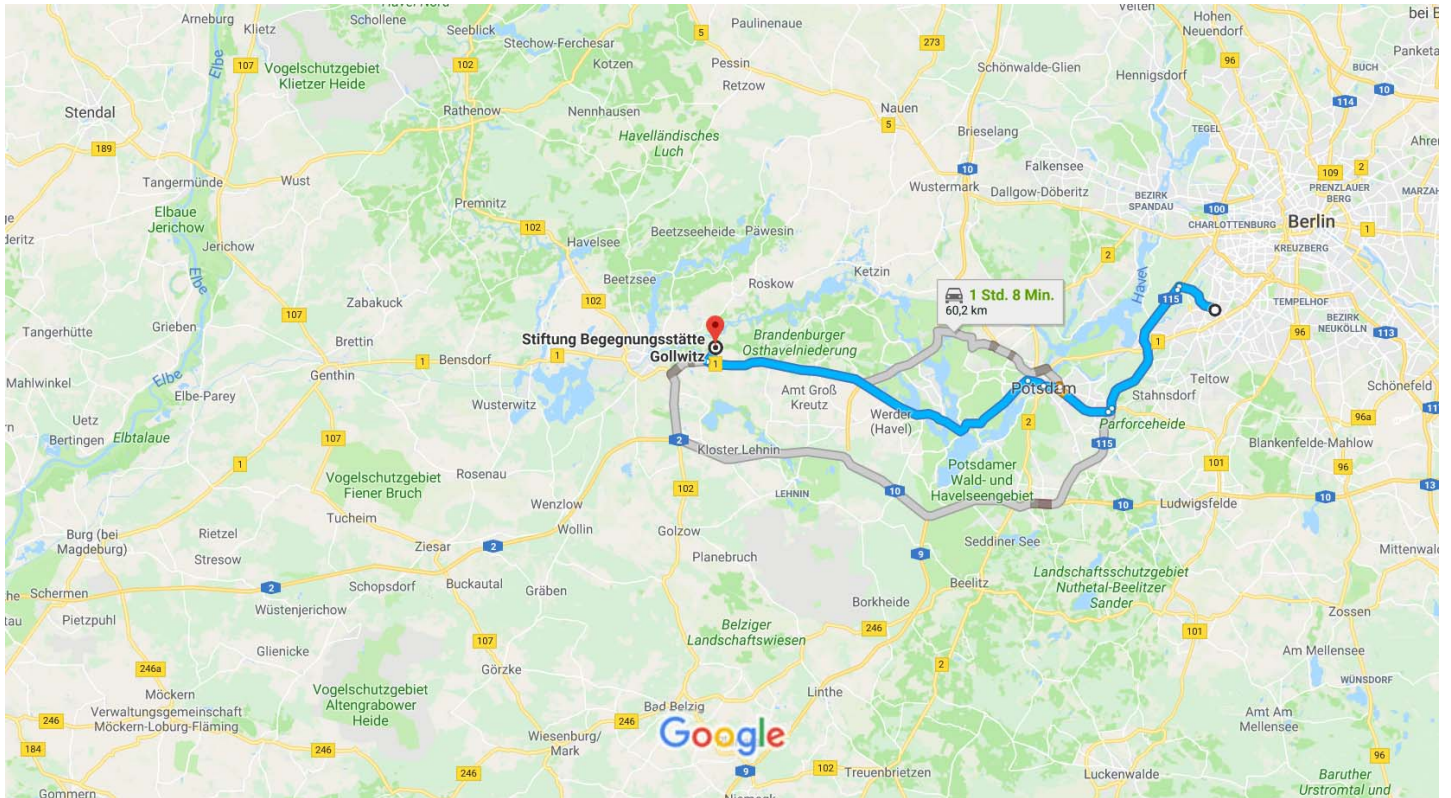 Arneburg
Klietz
Schollene
Seeblick
Stechow-Ferchesar
Kotzen
Paulinenaue
5
Pessin
Retzow
273
Schönwalde-Glien
Velten
Hohen
Neuendorf
Hennigsdorf
96
BUCH
Panketa
10
114
Elbe
107
Vogelschutzgebiet
Klietzer Heide
102
Rathenow
Nennhausen
Havelländisches
Luch
Nauen
5
Brieselang
TEGEL
Ahre
Stendal
189
Tangermünde
Wust
Elbaue
Jerichow
Jerichow
Premnitz
102
Havelsee
Beetzseeheide
Päwesin
Beetzsee
Roskow
Ketzin
10
Wustermark
Falkensee
Dallgow-Döberitz
BEZIRK
SPANDAU
100
CHARLOTTENBURG
109
2
PRENZLAUER
BERG
MARZAH
Berlin
1
KREUZBERG
2
Havel
115
TEMPELHOF
BEZIRK
NEUKÖLLN
96
113
Elbe
Zabakuck
102
Tangerhütte
Grieben
107
Brettin
1
Bensdorf
1
Genthin
Wusterwitz
1 Std. 8 Min.
60,2 km
Stiftung Begegnungsstätte
Gollwitz
1
Brandenburger
Osthavelniederung
Amt Groß
Kreutz
Werder
(Havel)
Potsdam
2
1
Teltow
Stahnsdorf
Schönefeld
Parforceheide
115
96a
Blankenfelde-Mahlow
Mahlwinkel
Elbe
Elbe-Parey
Uetz
Bertingen
Elbtalaue
107
1
2
Kloster Lehnin
LEHNIN
10
Potsdamer
Wald- und
Havelseengebiet
101
96
13
10
10
Ludwigsfelde
Vogelschutzgebiet
Fiener Bruch
Rosenau
102
Wenzlow
Wollin
Golzow
Planebruch
9
Seddiner See
Tucheim
Burg (bei
Magdeburg)
Rietzel
Stresow
Ziesar
2
Beelitz
Landschaftsschutzgebiet
Nuthetal-Beelitzer
Sander
Mittenwal
Schermen
2
Schopsdorf
Buckautal
Gräben
Borkheide
Pietzpuhl
Wüstenjerichow
107
Belziger
Landschaftswiesen
246
101
Zossen
Glienicke
246a
Görzke
2
Am Mellensee
Möckern
Verwaltungsgemeinschaft
Möckern-Loburg-Fläming
Vogelschutzgebiet
Altengrabower
Heide
Linthe
WÜNSDORF
Bad Belzig
246
246
246
Google
Amt Am
Mellensee
184
Wiesenburg/
Mark
246
9
102
Treuenbrietzen
96
Luckenwalde
Baruther
Urstromtal und
Gommern